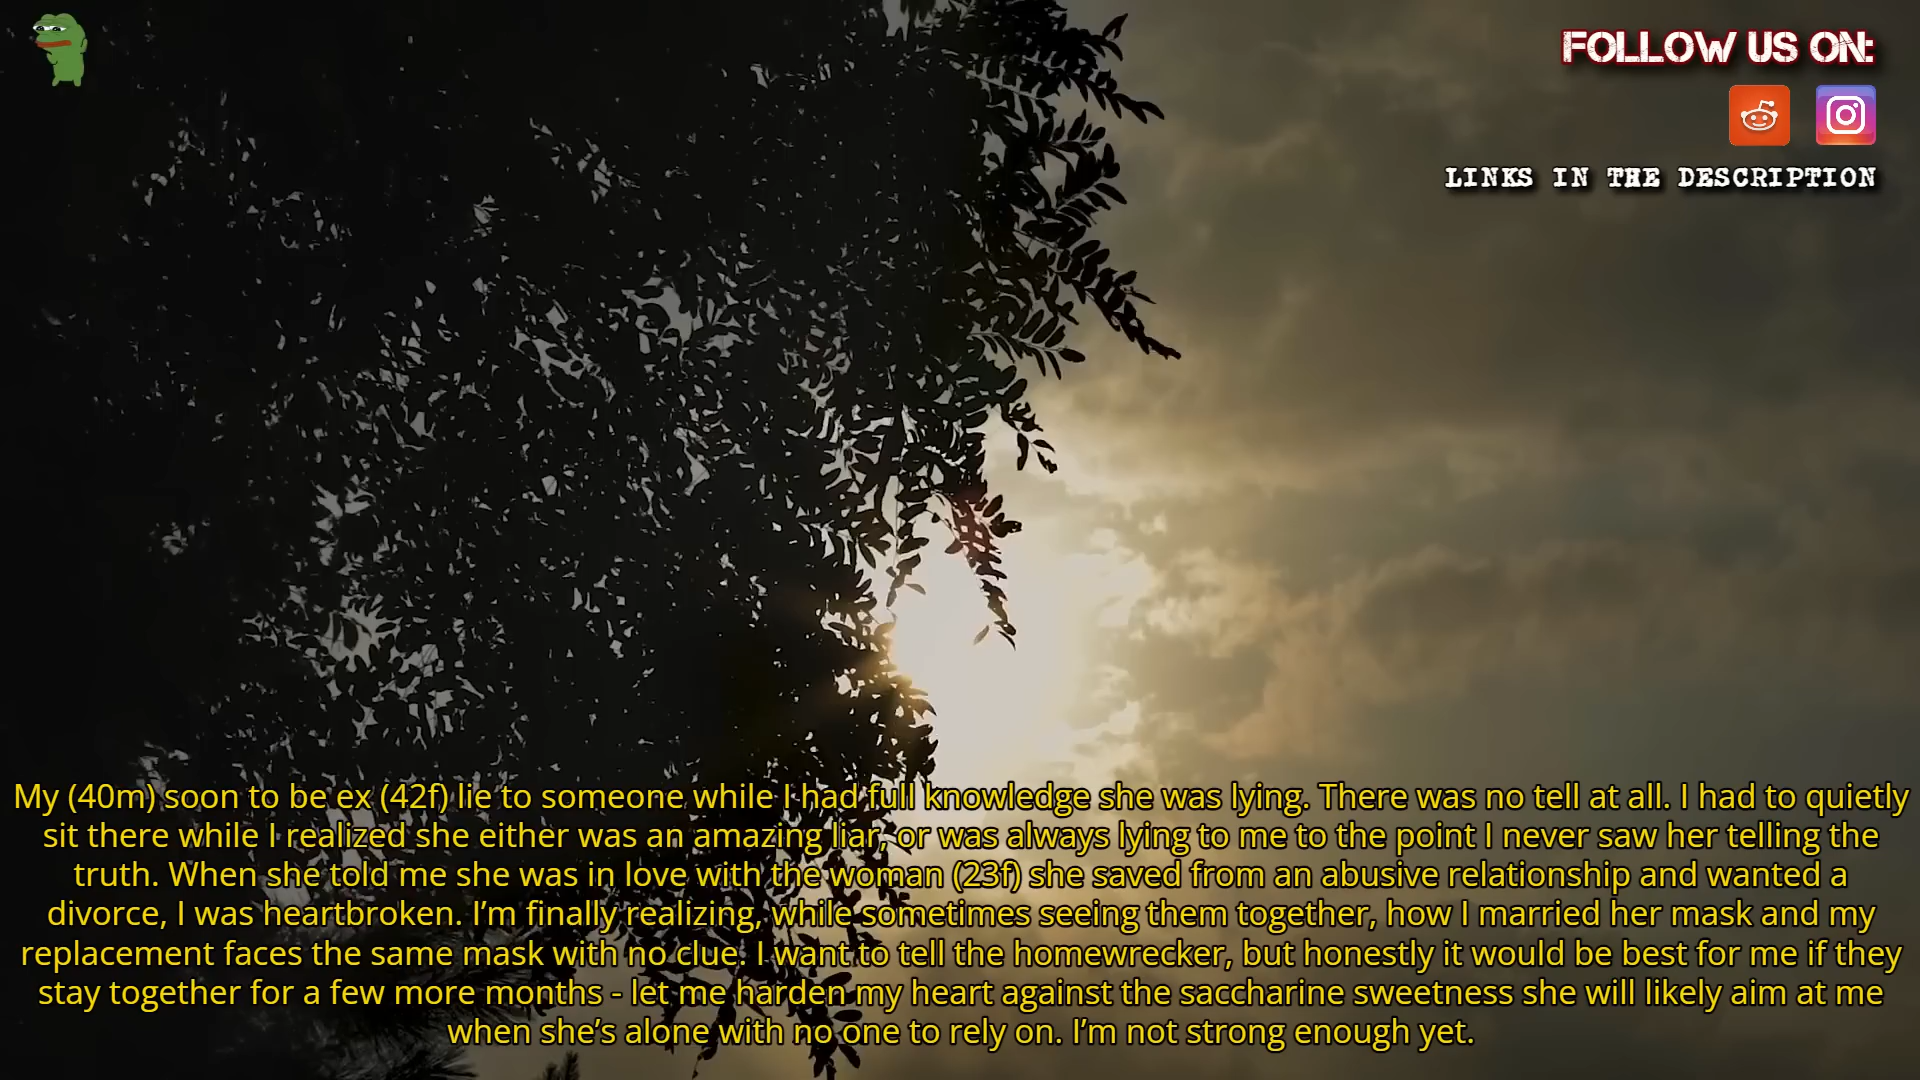 FOLLOW US ON:
LINKS IN THE DESCRIPTION
My (40m) soon to be ex (42f) lie to someone while I had full knowledge she was lying. There was no tell at all. I had to quietly
sit there while I realized she either was an amazing liar, or was always lying to me to the point I never saw her telling the
truth. When she told me she was in love with the woman (23f) she saved from an abusive relationship and wanted a
divorce, I was heartbroken. I’m finally realizing, while sometimes seeing them together, how I married her mask and my
replacement faces the same mask with no clue. I want to tell the homewrecker, but honestly it would be best for me if they
stay together for a few more months - let me harden my heart against the saccharine sweetness she will likely aim at me
when she’s alone with no one to rely on. I’m not strong enough yet.